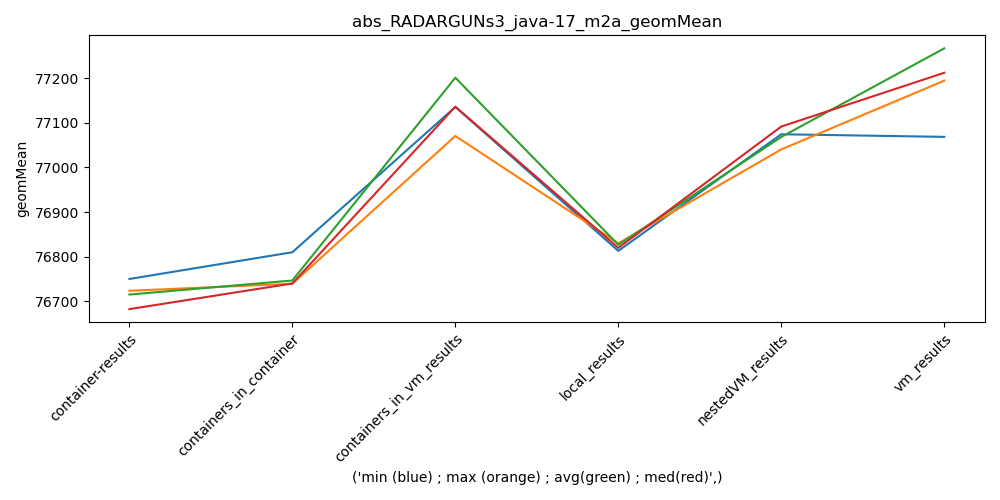 abs_RADARGUNs3_java-17_m2a_geomMean
77200
77100
77000
76900
76800
76700
geomMean
container-results
containers_in_container
containers_in_vm_results
local_results
nestedVM_results
vm_results
('min (blue) ; max (orange) ; avg(green) ; med(red)',)